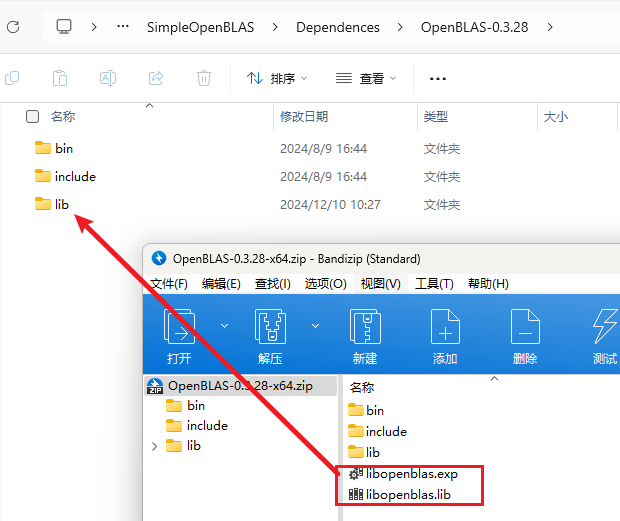 SimpleOpenBLAS Dependences OpenBLAS-0.3.28
排序 查看
名称 修改日期 类型 大小
bin 2024/8/9 16:44 文件夹
include 2024/8/9 16:44 文件夹
lib 2024/12/10 10:27 文件夹
OpenBLAS-0.3.28-x64.zip - Bandizip (Standard)
文件(F) 编辑(E) 查找(I) 选项(O) 视图(V) 工具(T) 帮助(H)
打开 解压 新建 添加 删除 测试
ZIP OpenBLAS-0.3.28-x64.zip
bin
include
lib
名称
bin
include
lib
libopenblas.exp
libopenblas.lib